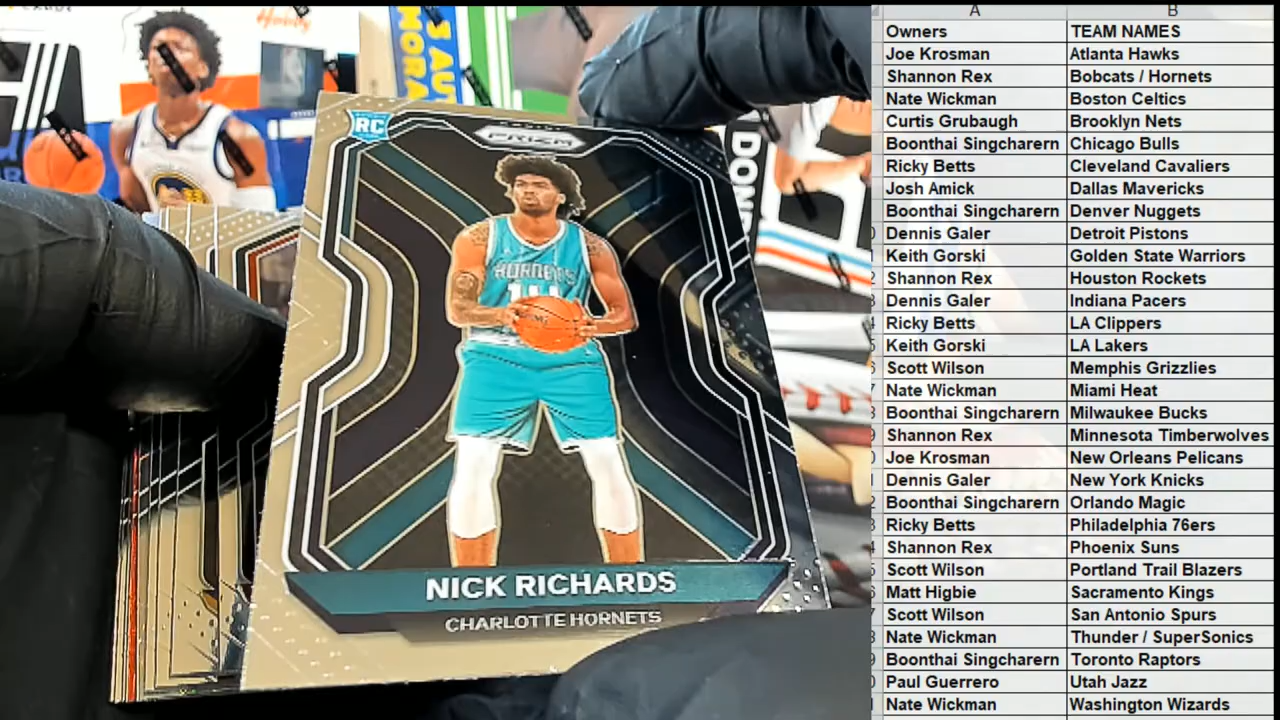 RC
PRIZM
HORNETS
14
NICK RICHARDS
CHARLOTTE HORNETS
A B
Owners TEAM NAMES
Joe Krosman Atlanta Hawks
Shannon Rex Bobcats / Hornets
Nate Wickman Boston Celtics
Curtis Grubaugh Brooklyn Nets
Boonthai Singcharern Chicago Bulls
Ricky Betts Cleveland Cavaliers
Josh Amick Dallas Mavericks
Boonthai Singcharern Denver Nuggets
Dennis Galer Detroit Pistons
Keith Gorski Golden State Warriors
Shannon Rex Houston Rockets
Dennis Galer Indiana Pacers
Ricky Betts LA Clippers
Keith Gorski LA Lakers
Scott Wilson Memphis Grizzlies
Nate Wickman Miami Heat
Boonthai Singcharern Milwaukee Bucks
Shannon Rex Minnesota Timberwolves
Joe Krosman New Orleans Pelicans
Dennis Galer New York Knicks
Boonthai Singcharern Orlando Magic
Ricky Betts Philadelphia 76ers
Shannon Rex Phoenix Suns
Scott Wilson Portland Trail Blazers
Matt Higbie Sacramento Kings
Scott Wilson San Antonio Spurs
Nate Wickman Thunder / SuperSonics
Boonthai Singcharern Toronto Raptors
Paul Guerrero Utah Jazz
Nate Wickman Washington Wizards